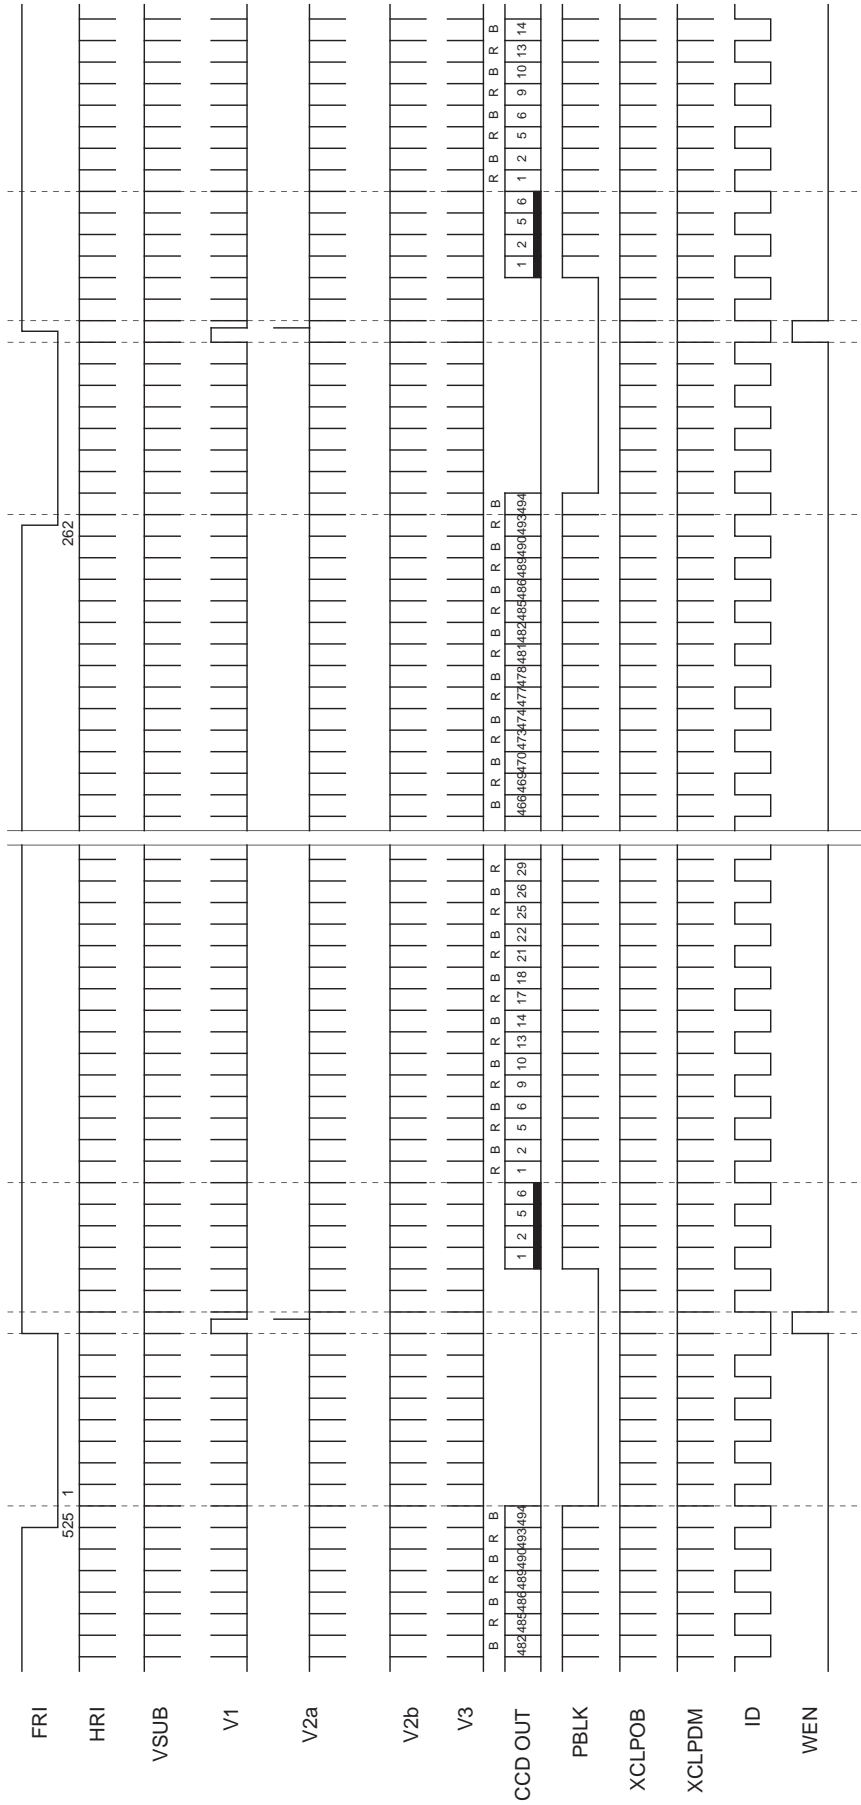 FRI
525 1 262
HRI
VSUB
V1
V2a
V2b
V3
B R B R B R B R B R B R B R B R B R B R B R B R B R B R B R B R B R B R B R B R B R B R B
CCD OUT 482 485 486 489 490 493 494 1 2 5 6 1 2 5 6 9 10 13 14 17 18 21 22 25 26 29 466 469 470 473 474 477 478 481 482 485 486 489 490 493 494 1 2 5 6 1 2 5 6 9 10 13 14
PBLK
XCLPOB
XCLPDM
ID
WEN